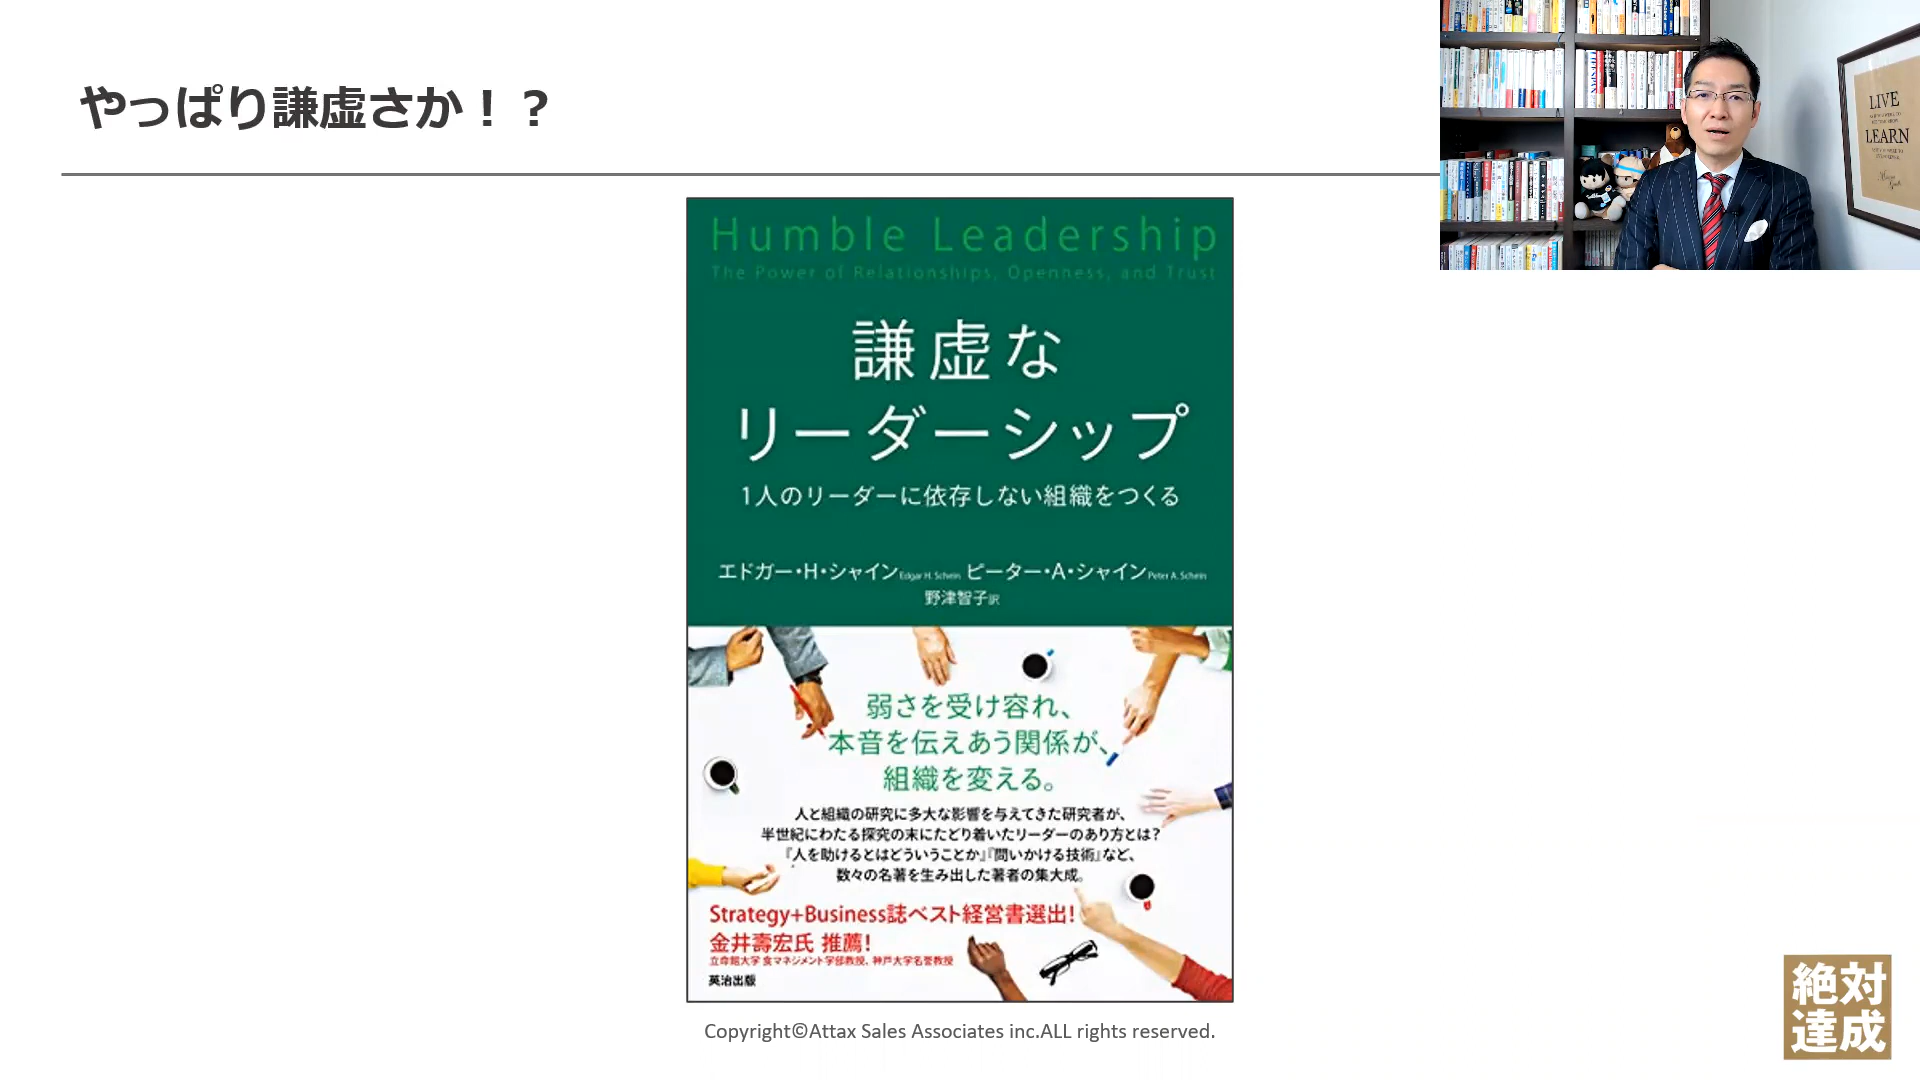 やっぱり謙虚さか！？
LIVE
LEARN
Humble Leadership
The Power of Relationships, Openness, and Trust
謙虚な
リーダーシップ
1人のリーダーに依存しない組織をつくる
エドガー・H・シャイン Edgar H. Schein ピーター・A・シャイン Peter A. Schein
野津智子訳
弱さを受け容れ、
本音を伝えあう関係が、
組織を変える。
人と組織の研究に多大な影響を与えてきた研究者が、
半世紀にわたる探究の末にたどり着いたリーダーのあり方とは?
『人を助けるとはどういうことか』『問いかける技術』など、
数々の名著を生み出した著者の集大成。
Strategy+Business誌ベスト経営書選出!
金井壽宏氏 推薦!
立命館大学 食マネジメント学部教授、神戸大学名誉教授
英治出版
Copyright©Attax Sales Associates inc.ALL rights reserved.
絶対
達成